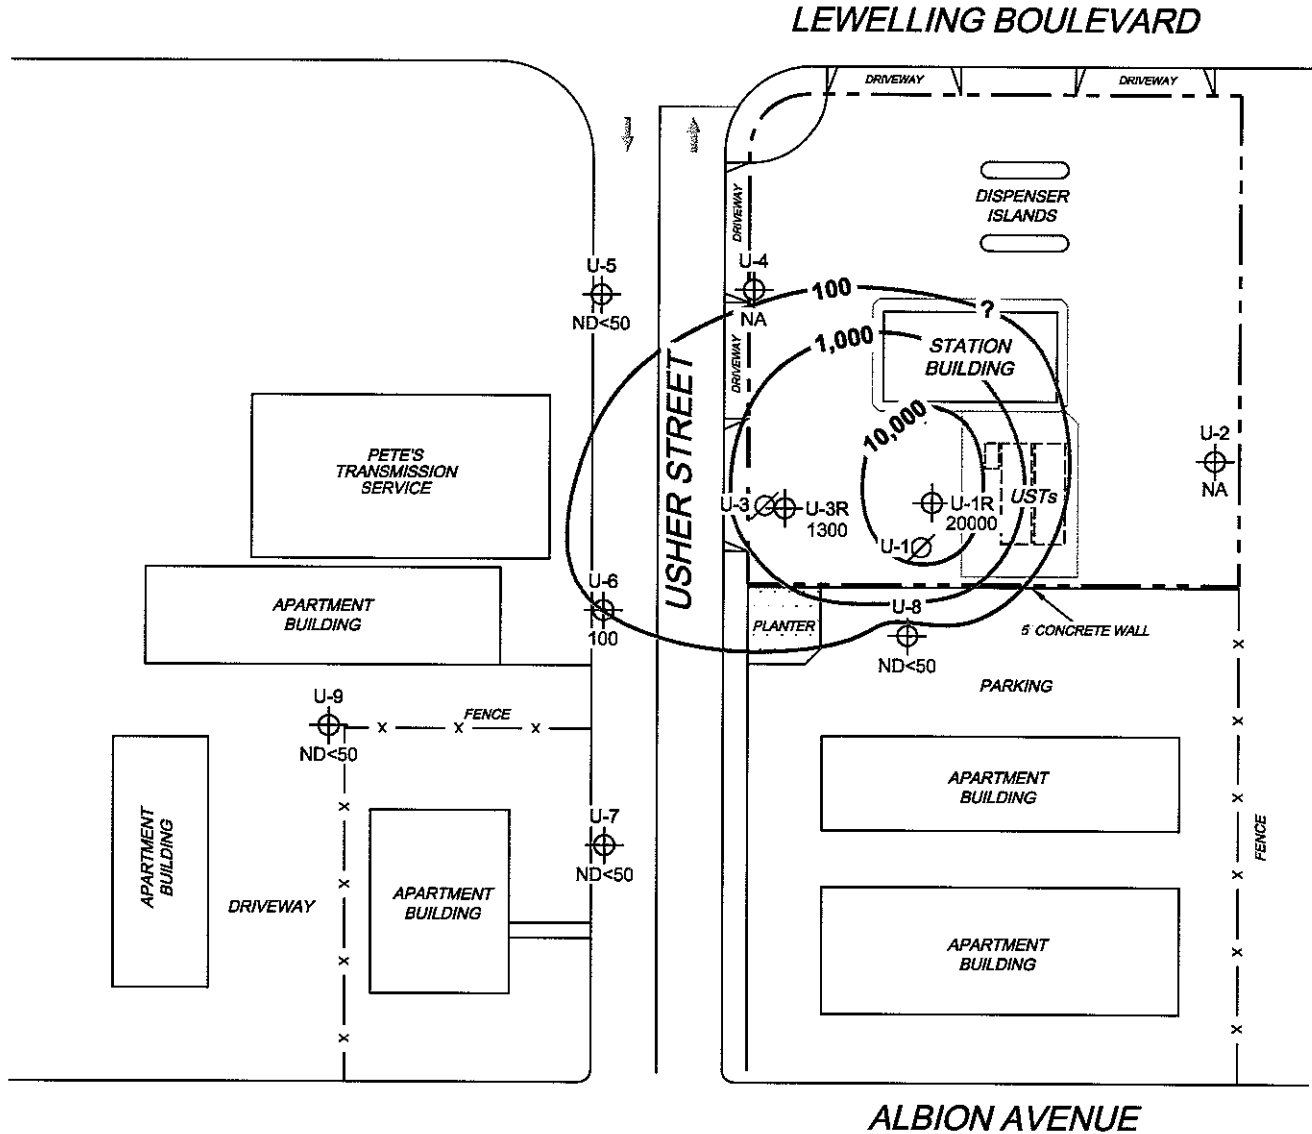 LEWELLING BOULEVARD
DRIVEWAY
DRIVEWAY
DISPENSER
ISLANDS
DRIVEWAY
U-5
ND<50
U-4
NA
100
?
1,000
STATION
BUILDING
DRIVEWAY
USHER STREET
10,000
U-2
NA
PETE'S
TRANSMISSION
SERVICE
U-3
U-3R
1300
U-1R
20000
USTs
U-1
APARTMENT
BUILDING
U-6
100
PLANTER
U-8
ND<50
5' CONCRETE WALL
PARKING
U-9
ND<50
FENCE
X X X
APARTMENT
BUILDING
APARTMENT
BUILDING
U-7
ND<50
APARTMENT
BUILDING
DRIVEWAY
X
X
X
X
APARTMENT
BUILDING
FENCE
X
X
X
X
X
X
ALBION AVENUE